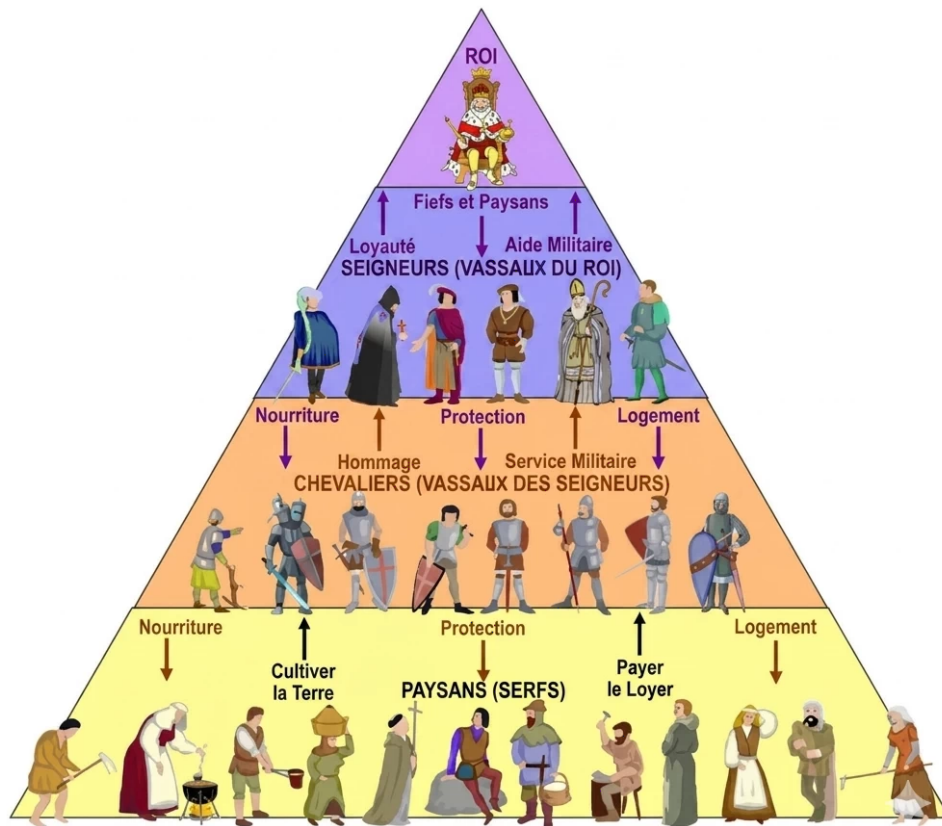 ROI
Fiefs et Paysans
Loyauté
Aide Militaire
SEIGNEURS (VASSAUX DU ROI)
Nourriture
Protection
Logement
Hommage
Service Militaire
CHEVALIERS (VASSAUX DES SEIGNEURS)
Nourriture
Protection
Logement
Cultiver
la Terre
Payer
le Loyer
PAYSANS (SERFS)